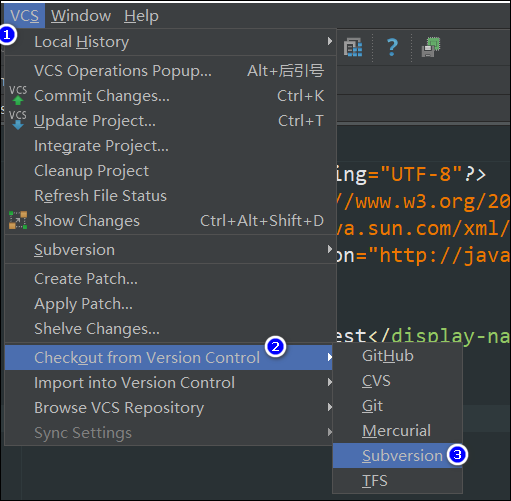 VCS Window Help
1
Local History
VCS Operations Popup... Alt+后引号
VCS Commit Changes... Ctrl+K
VCS Update Project... Ctrl+T
Integrate Project...
Cleanup Project
Refresh File Status
Show Changes Ctrl+Alt+Shift+D
Subversion
Create Patch...
Apply Patch...
Shelve Changes...
Checkout from Version Control 2
Import into Version Control
Browse VCS Repository
Sync Settings
GitHub
CVS
Git
Mercurial
Subversion 3
TFS
?
ing="UTF-8"?>
//www.w3.org/20
va.sun.com/xml/
on="http://java
est</display-na